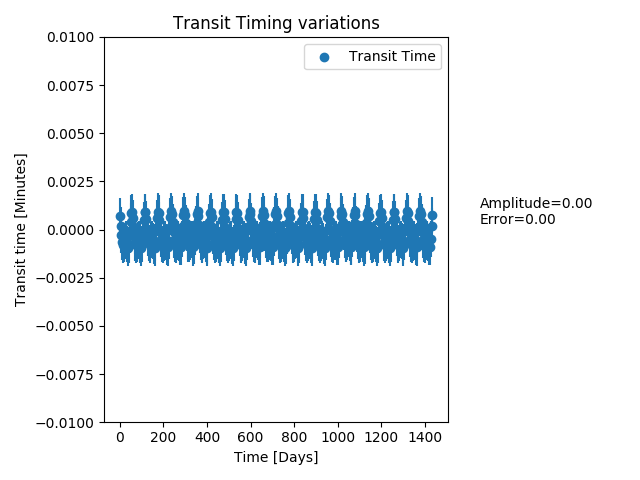 Transit Timing variations
Transit Time
0.0100
0.0075
0.0050
0.0025
0.0000
−0.0025
−0.0050
−0.0075
−0.0100
Transit time [Minutes]
0 200 400 600 800 1000 1200 1400
Time [Days]
Amplitude=0.00
Error=0.00